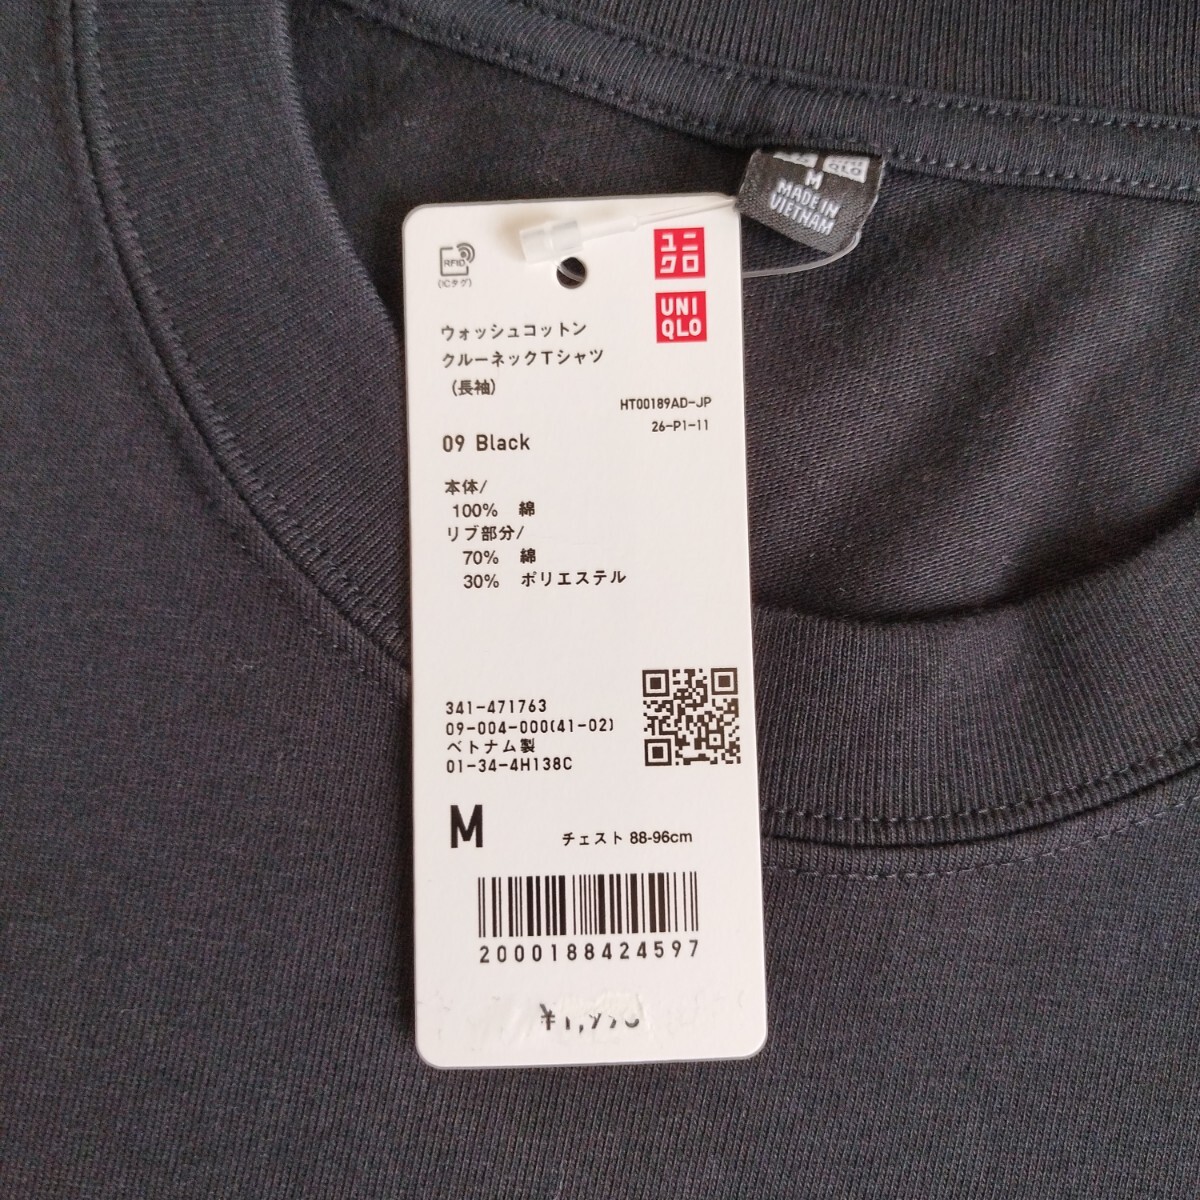 M
MADE IN
VIETNAM
RFID
(ICタグ)
ユニ
クロ
UNI
QLO
ウォッシュコットン
クルーネックTシャツ
(長袖)
HT00189AD-JP
26-P1-11
09 Black
本体/
100% 綿
リブ部分/
70% 綿
30% ポリエステル
341-471763
09-004-000(41-02)
ベトナム製
01-34-4H138C
M
チェスト 88-96cm
2000188424597